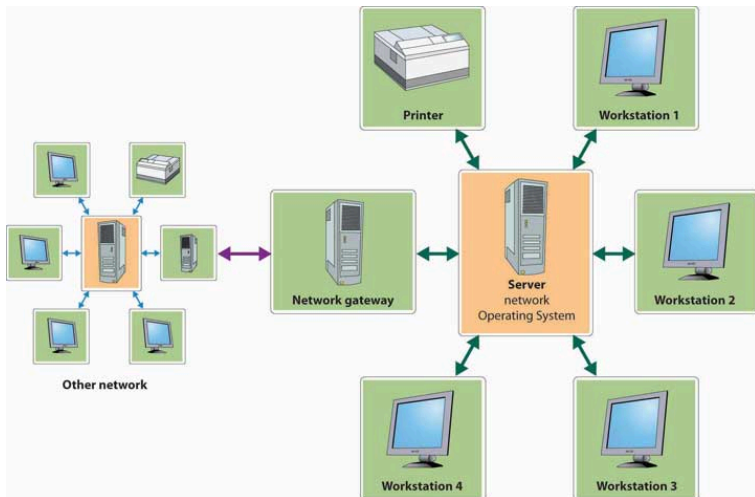 Printer
Workstation 1
Network gateway
Server
network
Operating System
Workstation 2
Other network
Workstation 4
Workstation 3